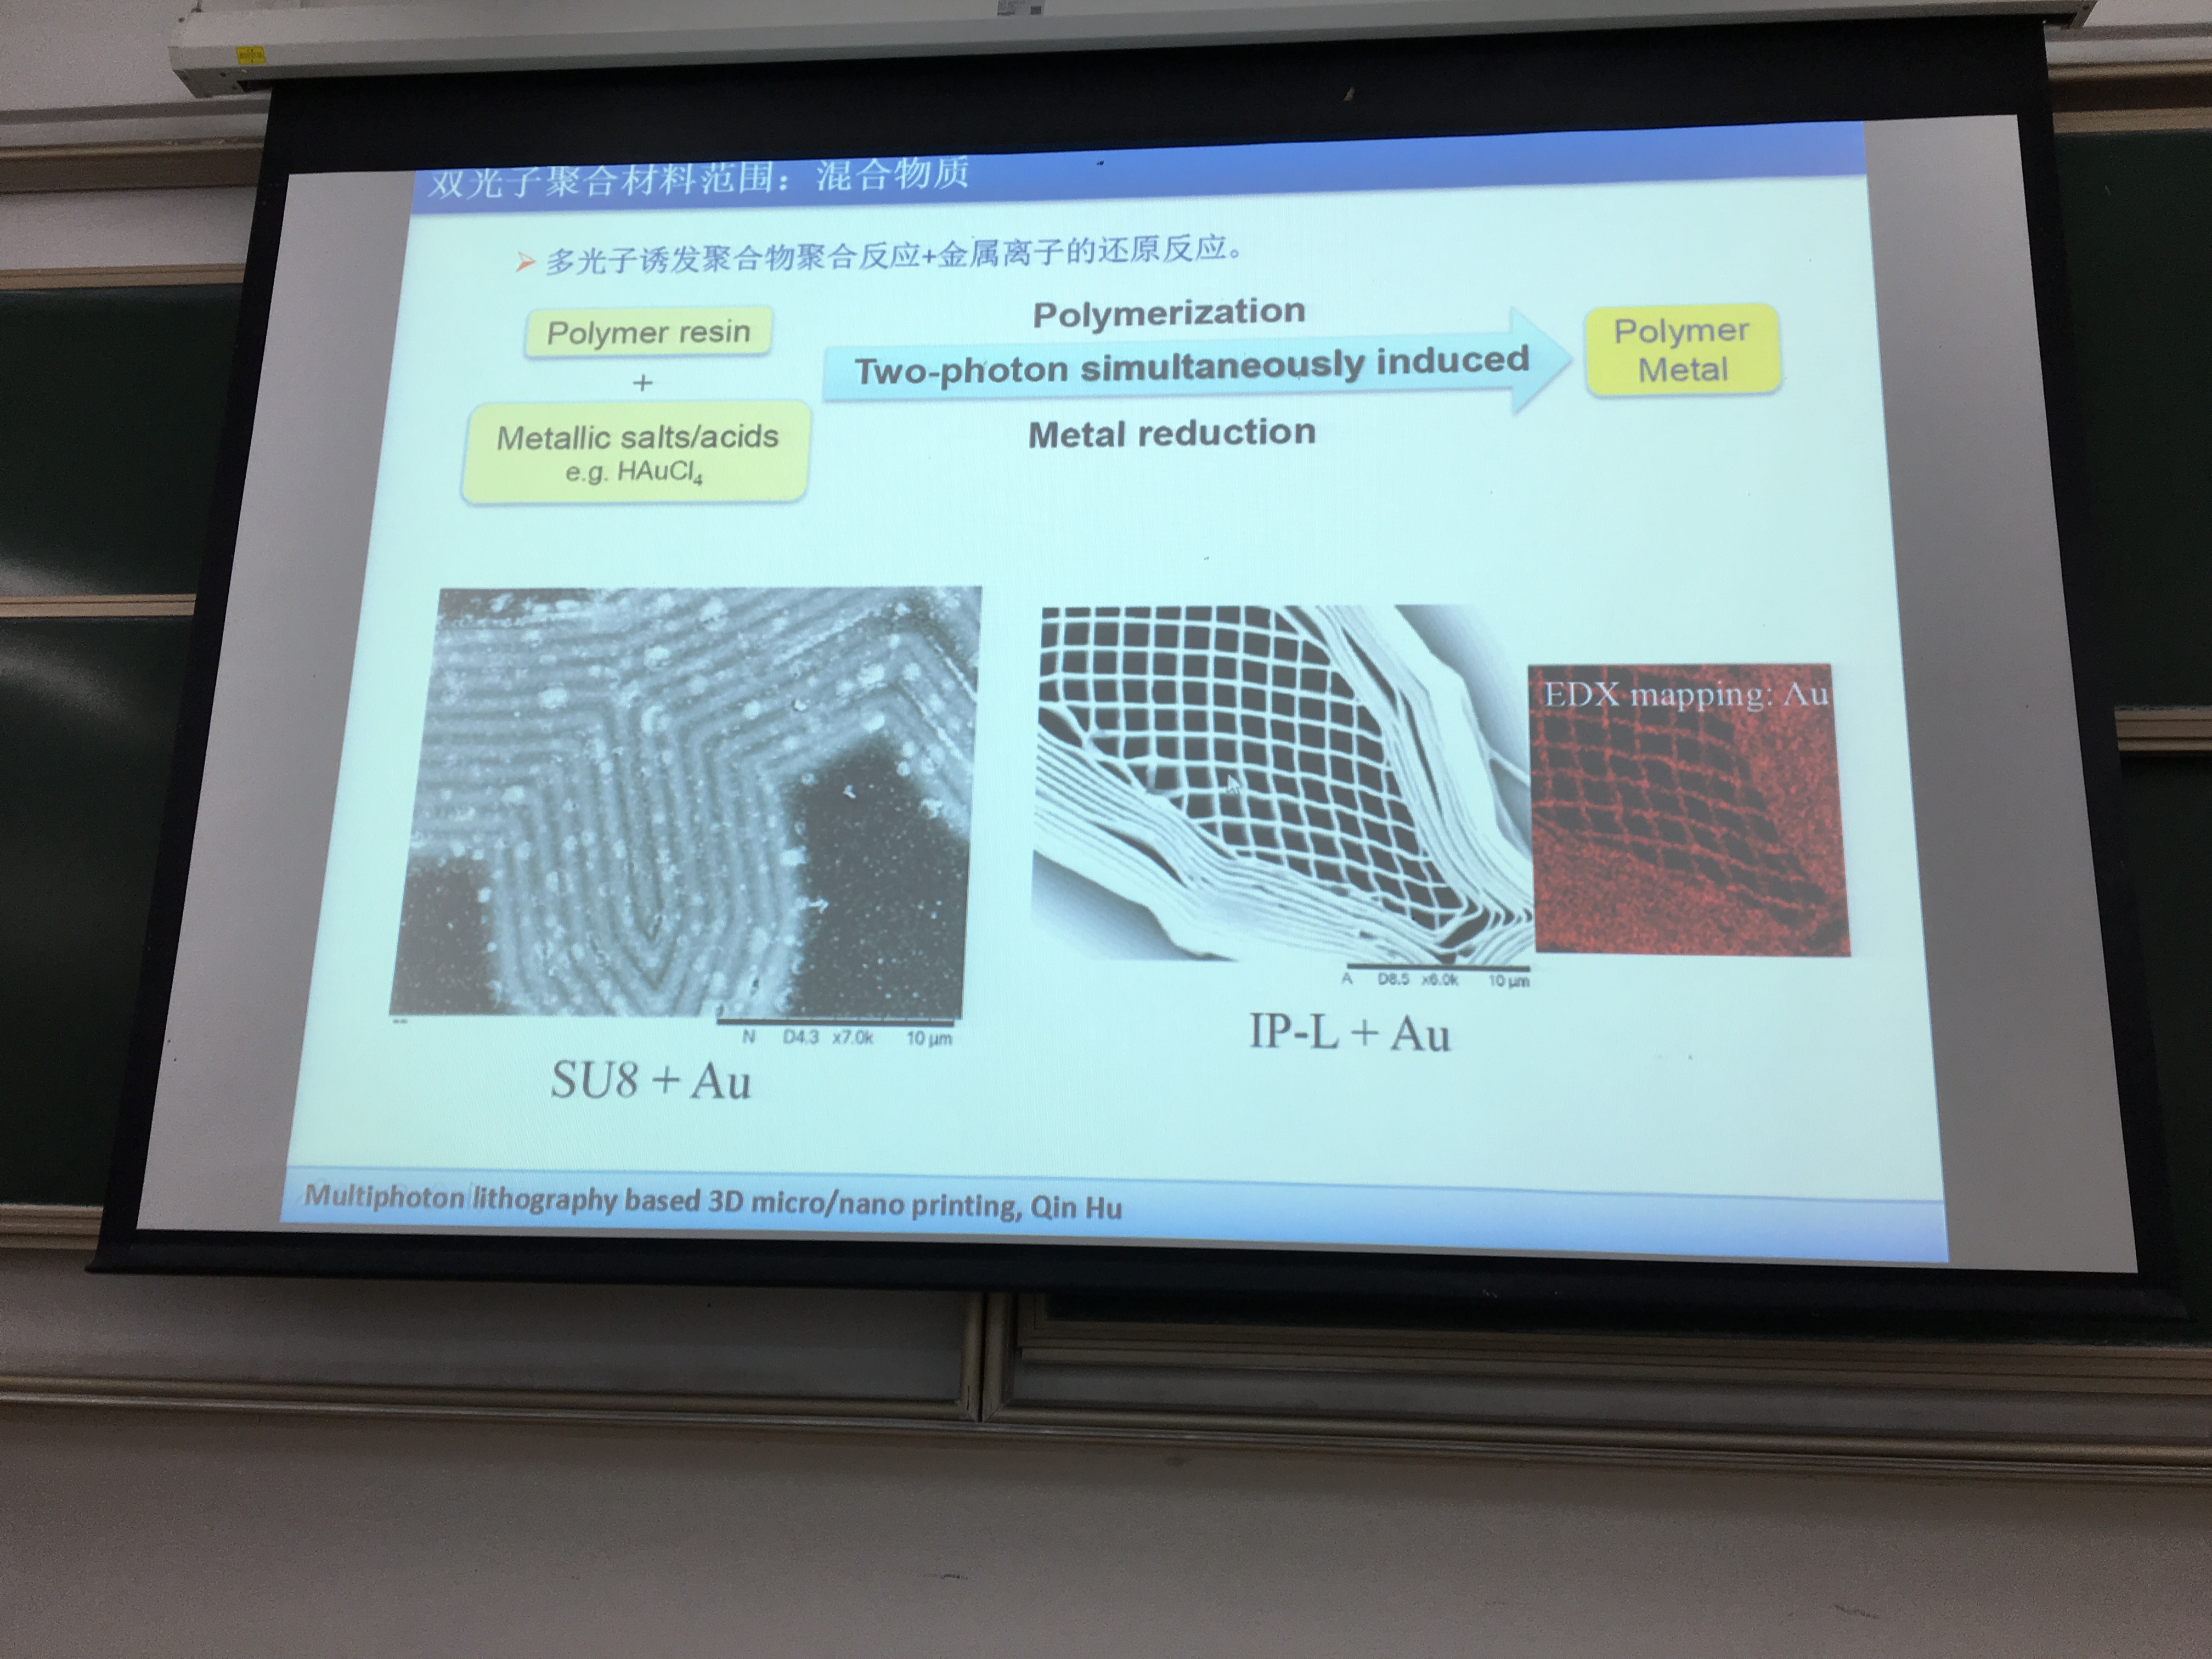 双光子聚合材料范围：混合物质
➢ 多光子诱发聚合物聚合反应+金属离子的还原反应。
Polymer resin
+
Metallic salts/acids
e.g. HAuCl₄
Polymerization
Two-photon simultaneously induced
Metal reduction
Polymer
Metal
EDX mapping: Au
N D4.3 x7.0k 10 µm
A D8.5 x6.0k 10 µm
SU8 + Au
IP-L + Au
Multiphoton lithography based 3D micro/nano printing, Qin Hu